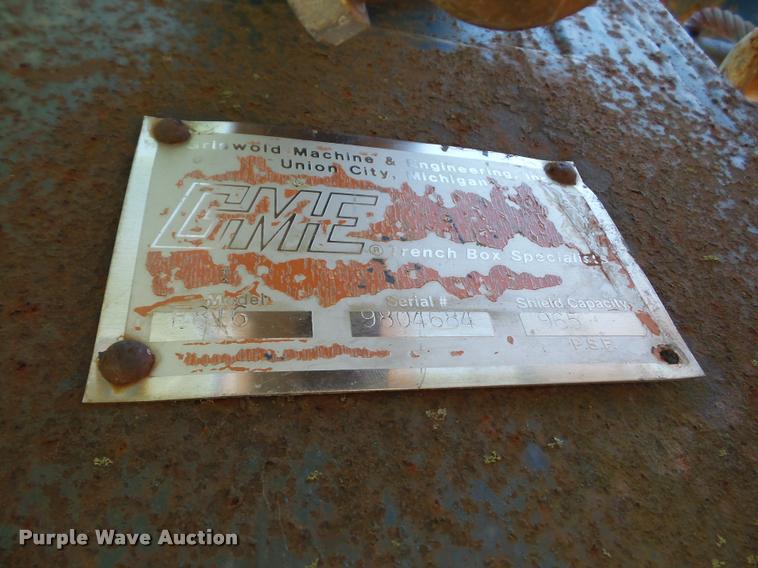 Griswold Machine & Engineering, Inc
Union City, Michigan
GME ® Trench Box Specialists
Model Serial # Shield Capacity
9804684 965
P.S.F.
Purple Wave Auction